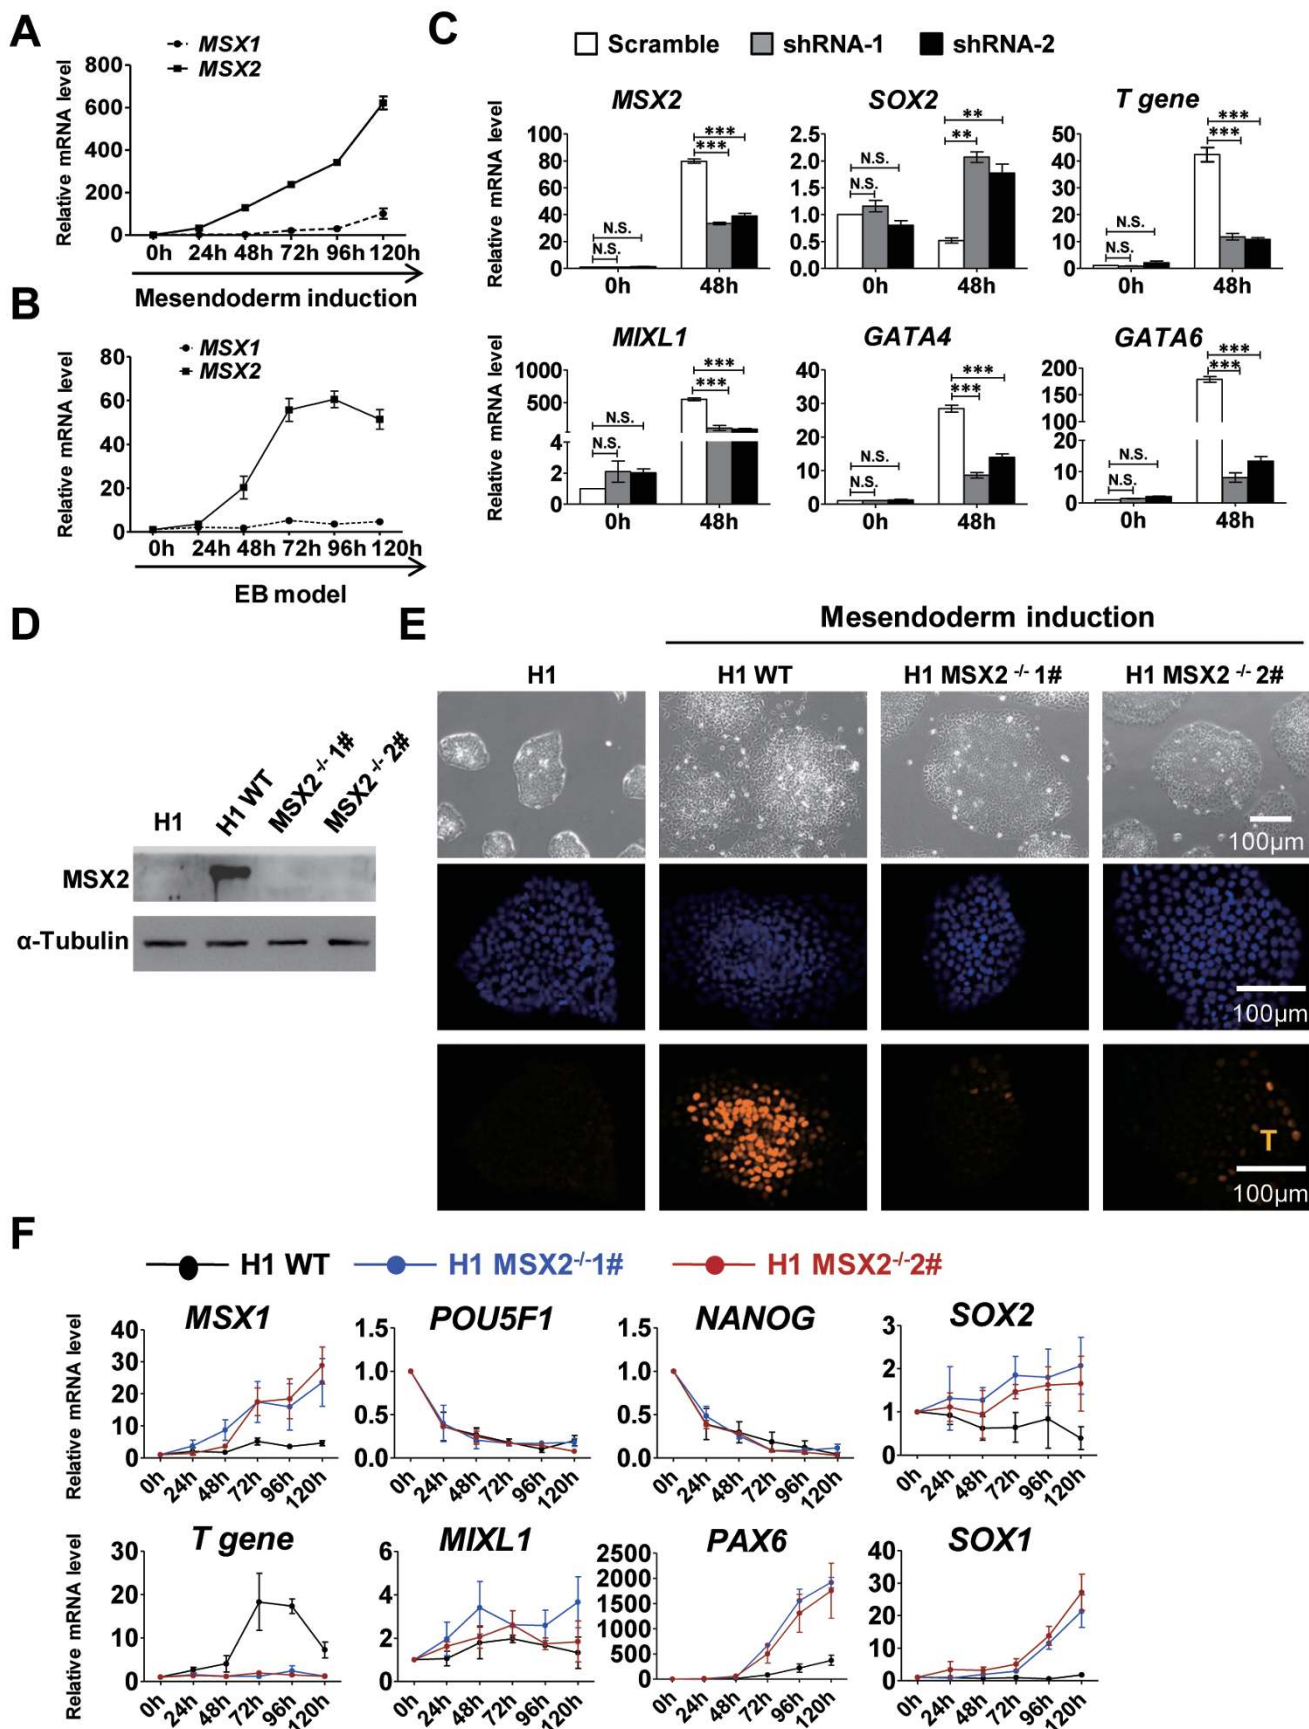 A
MSX1
MSX2
Relative mRNA level
800
600
400
200
0
0h 24h 48h 72h 96h 120h
Mesendoderm induction
B
MSX1
MSX2
Relative mRNA level
80
60
40
20
0
0h 24h 48h 72h 96h 120h
EB model
C
Scramble shRNA-1 shRNA-2
MSX2
Relative mRNA level
100
80
60
40
20
0
N.S.
N.S.
***
***
0h 48h
SOX2
2.5
2.0
1.5
1.0
0.5
0.0
N.S.
N.S.
**
**
0h 48h
T gene
50
40
30
20
10
0
N.S.
N.S.
***
***
0h 48h
MIXL1
Relative mRNA level
1000
500
4
2
0
N.S.
N.S.
***
***
0h 48h
GATA4
40
30
20
10
0
N.S.
N.S.
***
***
0h 48h
GATA6
200
150
100
20
10
0
N.S.
N.S.
***
***
0h 48h
D
H1 H1 WT MSX2 -/- 1# MSX2 -/- 2#
MSX2
α-Tubulin
E
Mesendoderm induction
H1 H1 WT H1 MSX2 -/- 1# H1 MSX2 -/- 2#
100μm
100μm
T
100μm
F
H1 WT H1 MSX2-/-1# H1 MSX2-/-2#
MSX1
Relative mRNA level
40
30
20
10
0
0h 24h 48h 72h 96h 120h
POU5F1
1.5
1.0
0.5
0.0
0h 24h 48h 72h 96h 120h
NANOG
1.5
1.0
0.5
0.0
0h 24h 48h 72h 96h 120h
SOX2
3
2
1
0
0h 24h 48h 72h 96h 120h
T gene
Relative mRNA level
30
20
10
0
0h 24h 48h 72h 96h 120h
MIXL1
6
4
2
0
0h 24h 48h 72h 96h 120h
PAX6
2500
2000
1500
1000
500
0
0h 24h 48h 72h 96h 120h
SOX1
40
30
20
10
0
0h 24h 48h 72h 96h 120h